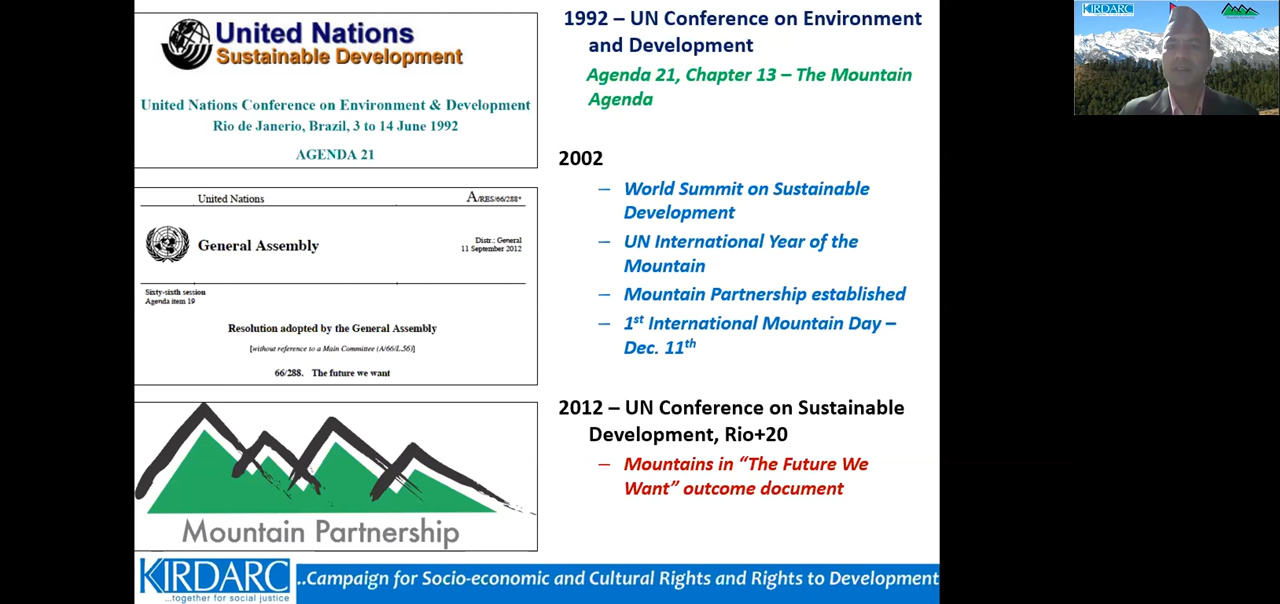 United Nations
Sustainable Development
United Nations Conference on Environment & Development
Rio de Janerio, Brazil, 3 to 14 June 1992
AGENDA 21
United Nations
A/RES/66/288*
General Assembly
Distr.: General
11 September 2012
Sixty-sixth session
Agenda item 19
Resolution adopted by the General Assembly
[without reference to a Main Committee (A/66/L.56)]
66/288. The future we want
Mountain Partnership
1992 – UN Conference on Environment
and Development
Agenda 21, Chapter 13 – The Mountain
Agenda
2002
– World Summit on Sustainable
Development
– UN International Year of the
Mountain
– Mountain Partnership established
– 1st International Mountain Day –
Dec. 11th
2012 – UN Conference on Sustainable
Development, Rio+20
– Mountains in “The Future We
Want” outcome document
KIRDARC
...together for social justice
..Campaign for Socio-economic and Cultural Rights and Rights to Development
KIRDARC
Mountain Partnership